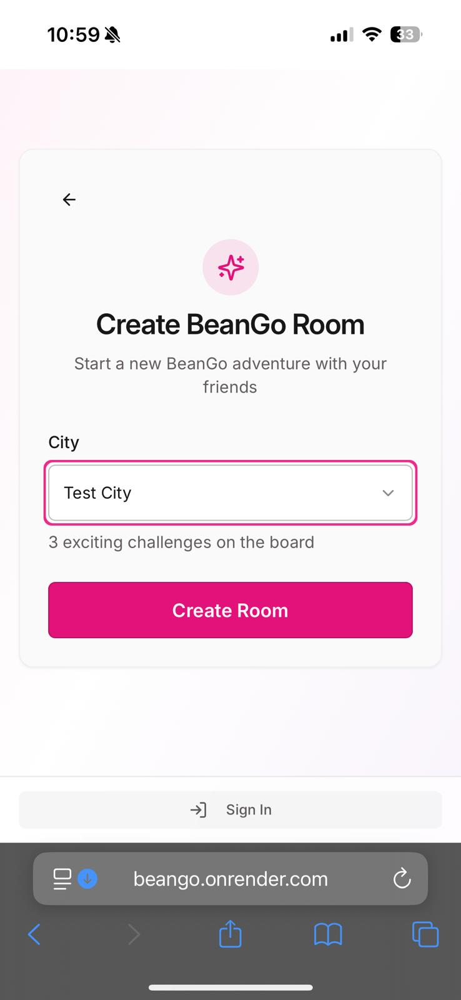 10:59
33
Create BeanGo Room
Start a new BeanGo adventure with your
friends
City
Test City
3 exciting challenges on the board
Create Room
Sign In
beango.onrender.com